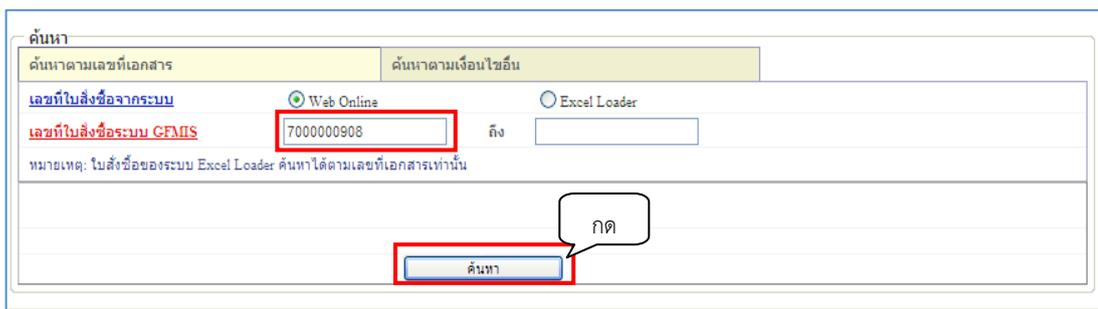 ค้นหา
ค้นหาตามเลขที่เอกสาร ค้นหาตามเงื่อนไขอื่น
เลขที่ใบสั่งซื้อจากระบบ Web Online Excel Loader
เลขที่ใบสั่งซื้อระบบ GFMIS 7000000908 ถึง
หมายเหตุ: ใบสั่งซื้อของระบบ Excel Loader ค้นหาได้ตามเลขที่เอกสารเท่านั้น
กด
ค้นหา